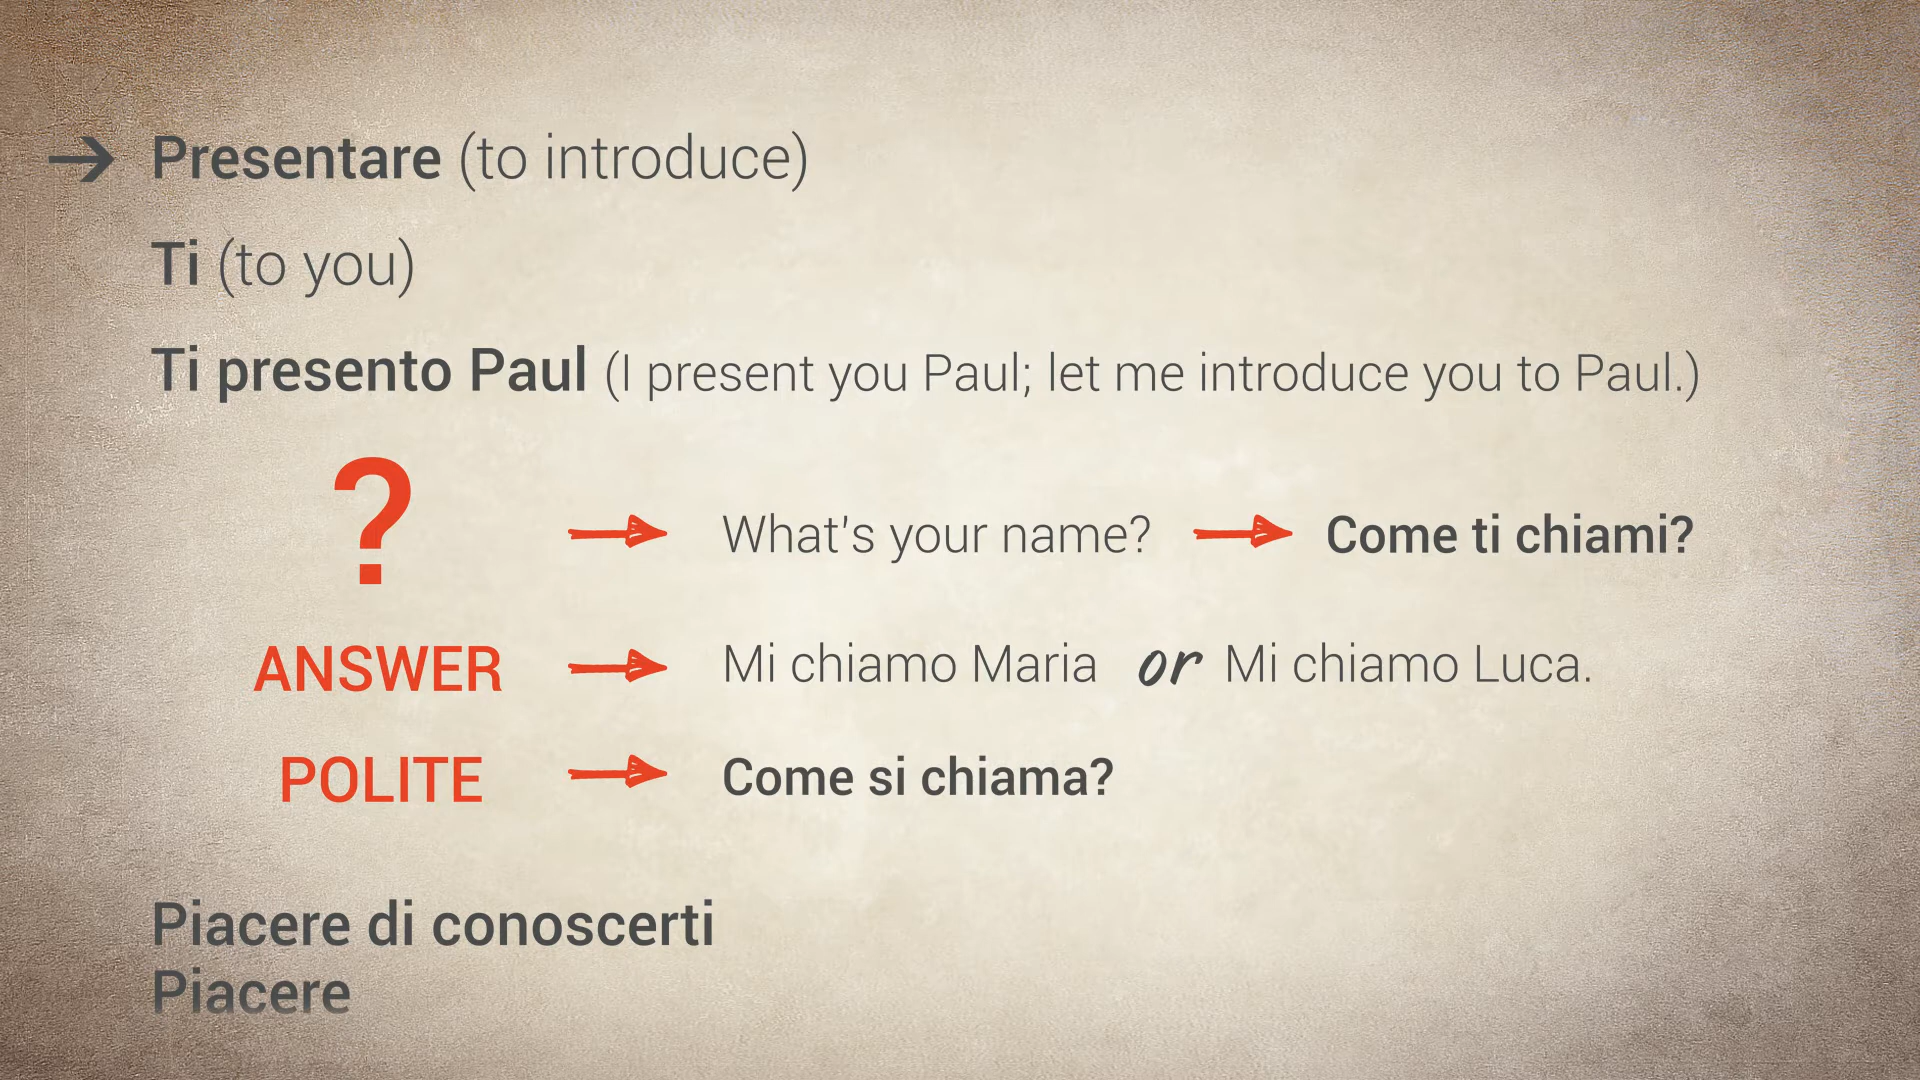 → Presentare (to introduce)
Ti (to you)
Ti presento Paul (I present you Paul; let me introduce you to Paul.)
? → What's your name? → Come ti chiami?
ANSWER → Mi chiamo Maria or Mi chiamo Luca.
POLITE → Come si chiama?
Piacere di conoscerti
Piacere